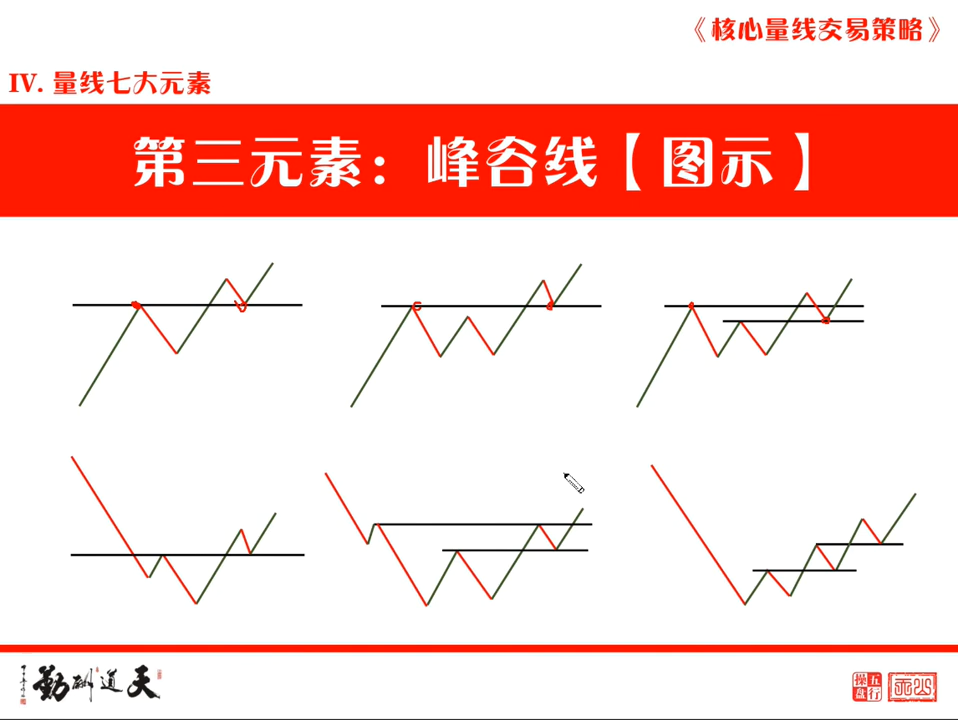 《核心量线交易策略》
IV. 量线七大元素
第三元素：峰谷线【图示】
勤酬道天
操盘 五行